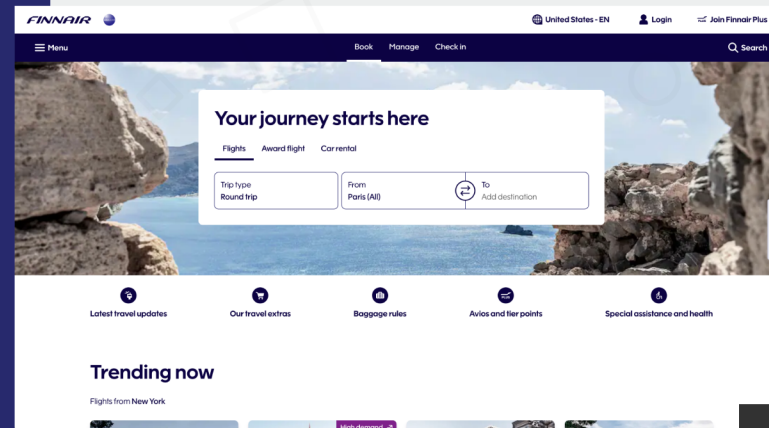 FINNAIR
United States - EN
Login
Join Finnair Plus
Menu
Book Manage Check in
Search
Your journey starts here
Flights Award flight Car rental
Trip type
Round trip
From
Paris (All)
To
Add destination
Latest travel updates
Our travel extras
Baggage rules
Avios and tier points
Special assistance and health
Trending now
Flights from New York
High demand